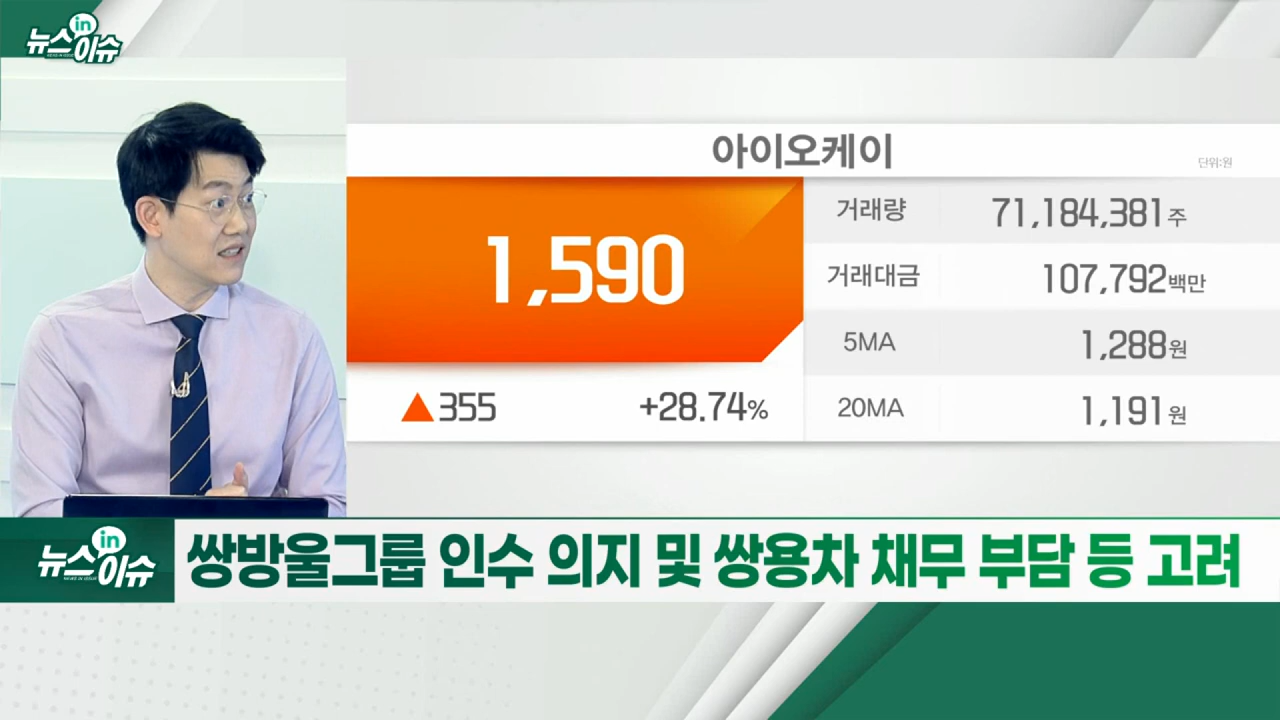 뉴스in이슈
아이오케이
단위:원
1,590
▲355 +28.74%
거래량 71,184,381주
거래대금 107,792백만
5MA 1,288원
20MA 1,191원
뉴스in이슈
NEWS IN ISSUE
쌍방울그룹 인수 의지 및 쌍용차 채무 부담 등 고려